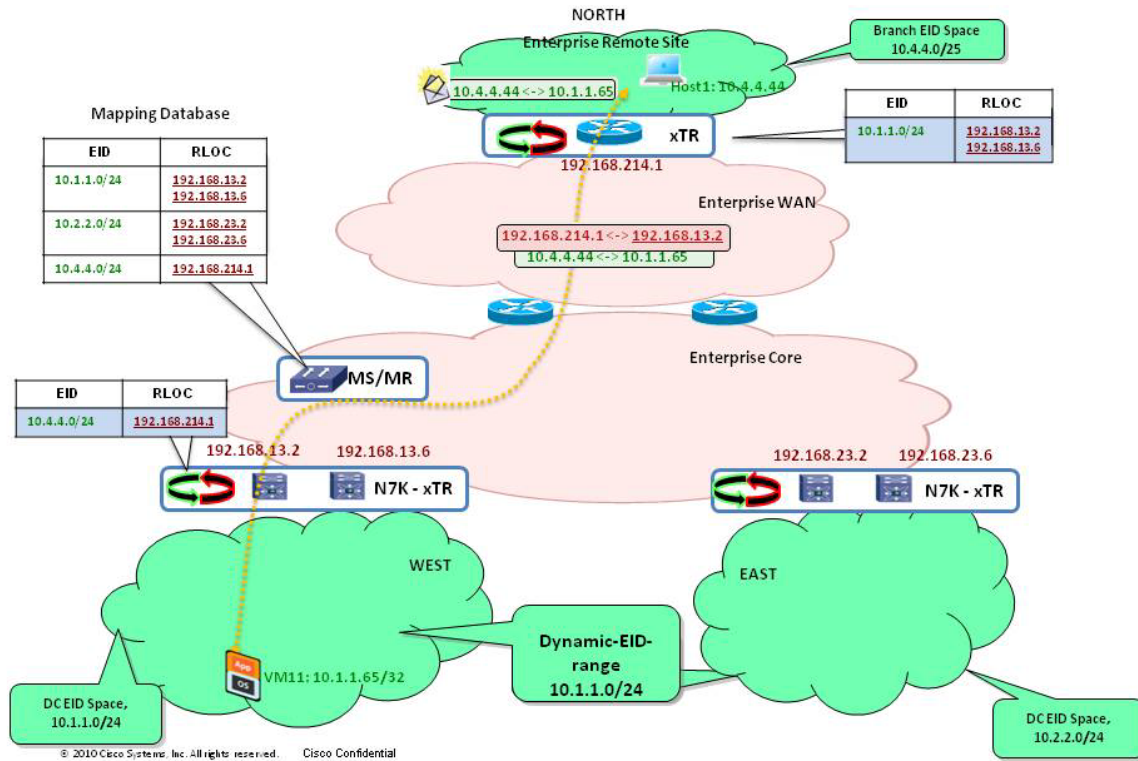 NORTH
Enterprise Remote Site
Branch EID Space
10.4.4.0/25
10.4.4.44 <-> 10.1.1.65
Host1: 10.4.4.44
Mapping Database
EID RLOC
10.1.1.0/24 192.168.13.2
192.168.13.6
10.2.2.0/24 192.168.23.2
192.168.23.6
10.4.4.0/24 192.168.214.1
xTR
192.168.214.1
EID RLOC
10.1.1.0/24 192.168.13.2
192.168.13.6
Enterprise WAN
192.168.214.1 <-> 192.168.13.2
10.4.4.44 <-> 10.1.1.65
Enterprise Core
MS/MR
EID RLOC
10.4.4.0/24 192.168.214.1
192.168.13.2
192.168.13.6
N7K - xTR
192.168.23.2
192.168.23.6
N7K - xTR
WEST
EAST
Dynamic-EID-
range
10.1.1.0/24
App
OS
VM11: 10.1.1.65/32
DC EID Space,
10.1.1.0/24
DC EID Space,
10.2.2.0/24
© 2010 Cisco Systems, Inc. All rights reserved.
Cisco Confidential